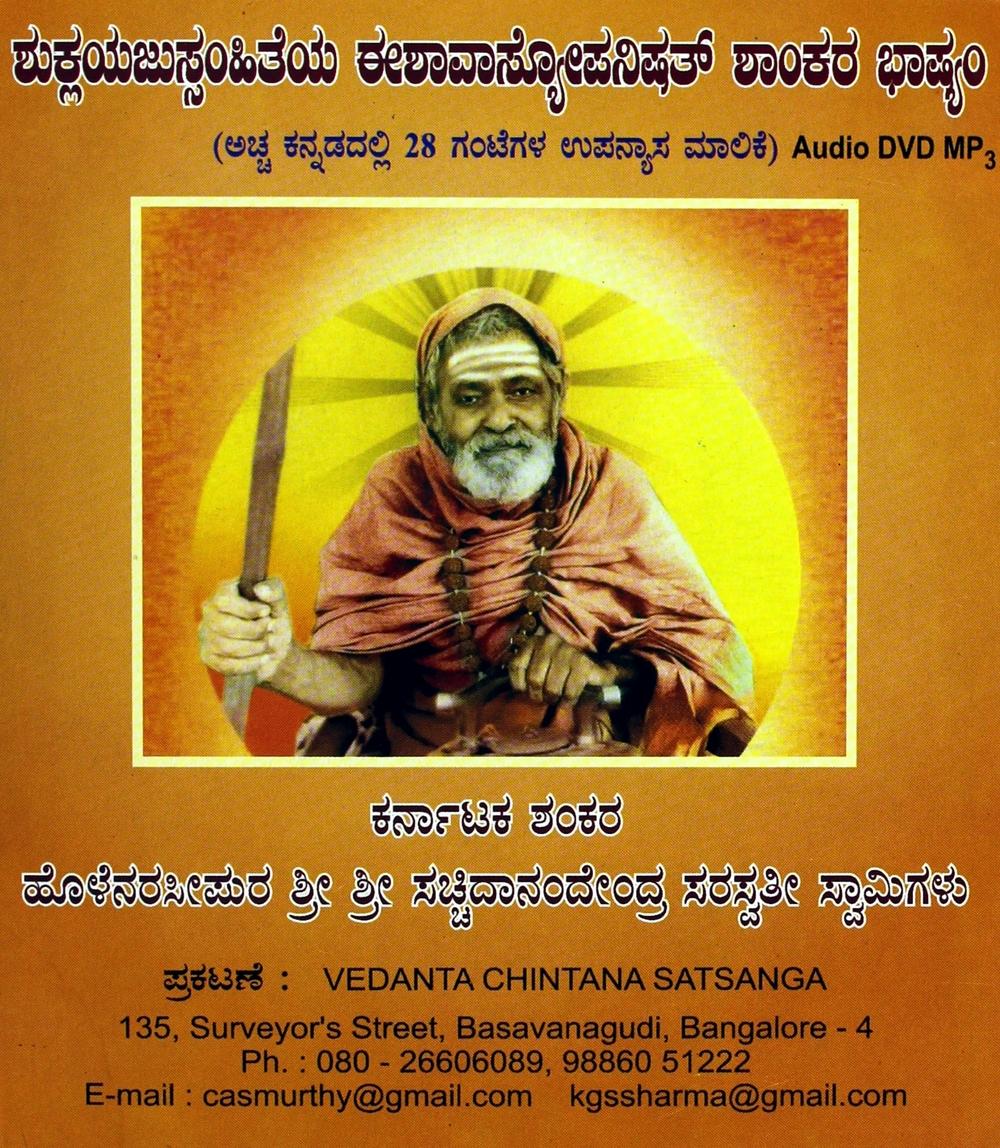 ಶುಕ್ಲಯಜುಸ್ಸಂಹಿತೆಯ ಈಶಾವಾಸ್ಯೋಪನಿಷತ್ ಶಾಂಕರ ಭಾಷ್ಯಂ
(ಅಚ್ಚ ಕನ್ನಡದಲ್ಲಿ 28 ಗಂಟೆಗಳ ಉಪನ್ಯಾಸ ಮಾಲಿಕೆ) Audio DVD MP3
ಕರ್ನಾಟಕ ಶಂಕರ
ಹೊಳೆನರಸೀಪುರ ಶ್ರೀ ಶ್ರೀ ಸಚ್ಚಿದಾನಂದೇಂದ್ರ ಸರಸ್ವತೀ ಸ್ವಾಮಿಗಳು
ಪ್ರಕಟಣೆ : VEDANTA CHINTANA SATSANGA
135, Surveyor's Street, Basavanagudi, Bangalore - 4
Ph. : 080 - 26606089, 98860 51222
E-mail : casmurthy@gmail.com kgssharma@gmail.com